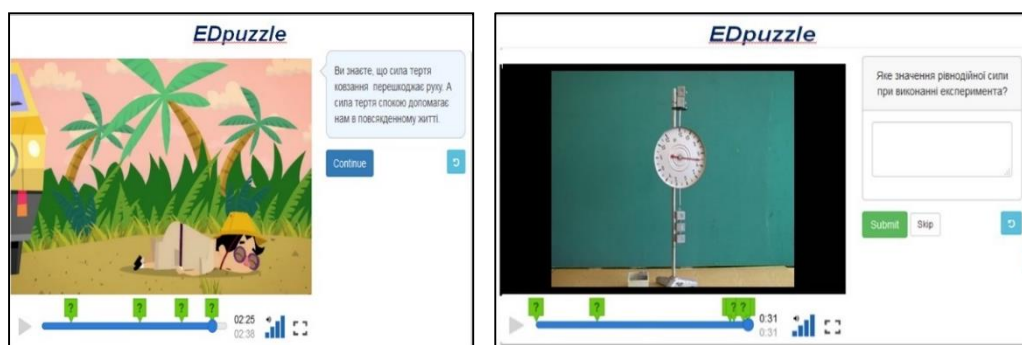 EDpuzzle
Ви знаєте, що сила тертя
ковзання перешкоджає руху. А
сила тертя спокою допомагає
нам в повсякденному житті.
Continue
? ? ? ?
02:25
02:38
EDpuzzle
Яке значення рівнодійної сили
при виконанні експеримента?
Submit Skip
? ? ? ?
0:31
0:31